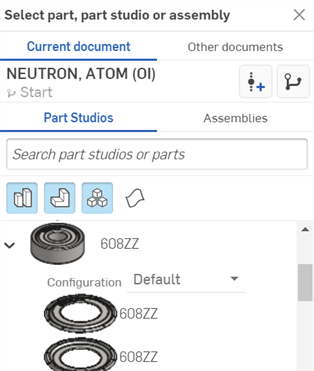 Select part, part studio or assembly
Current document
Other documents
NEUTRON, ATOM (OI)
Start
Part Studios
Assemblies
Search part studios or parts
608ZZ
Configuration Default
608ZZ
608ZZ